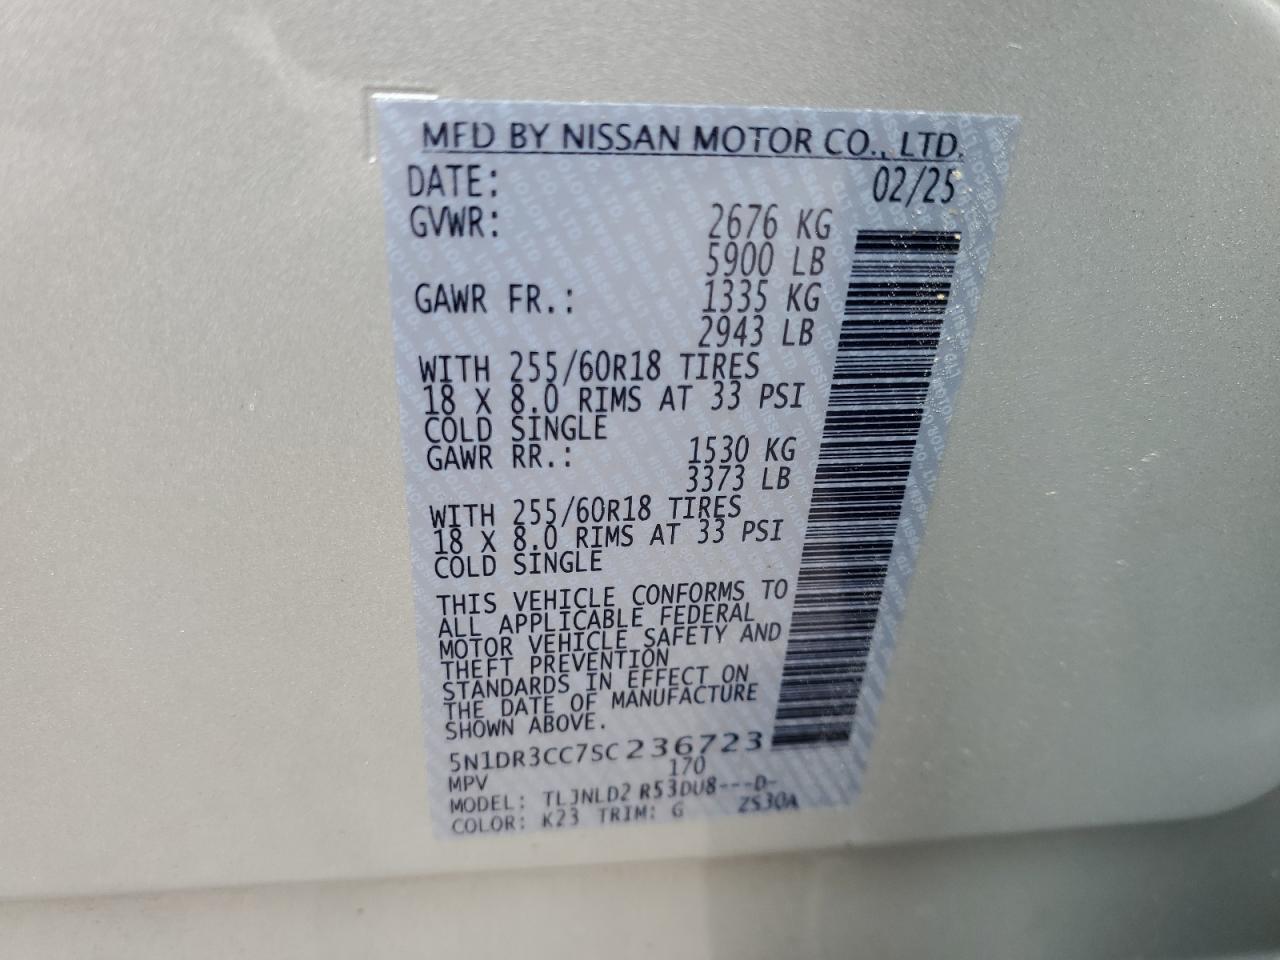 MFD BY NISSAN MOTOR CO., LTD.
DATE: 02/25
GVWR: 2676 KG
5900 LB
GAWR FR.: 1335 KG
2943 LB
WITH 255/60R18 TIRES
18 X 8.0 RIMS AT 33 PSI
COLD SINGLE
GAWR RR.: 1530 KG
3373 LB
WITH 255/60R18 TIRES
18 X 8.0 RIMS AT 33 PSI
COLD SINGLE
THIS VEHICLE CONFORMS TO
ALL APPLICABLE FEDERAL
MOTOR VEHICLE SAFETY AND
THEFT PREVENTION
STANDARDS IN EFFECT ON
THE DATE OF MANUFACTURE
SHOWN ABOVE.
5N1DR3CC7SC236723
MPV 170
MODEL: TLJNLD2 R53DU8---D-
COLOR: K23 TRIM: G ZS30A